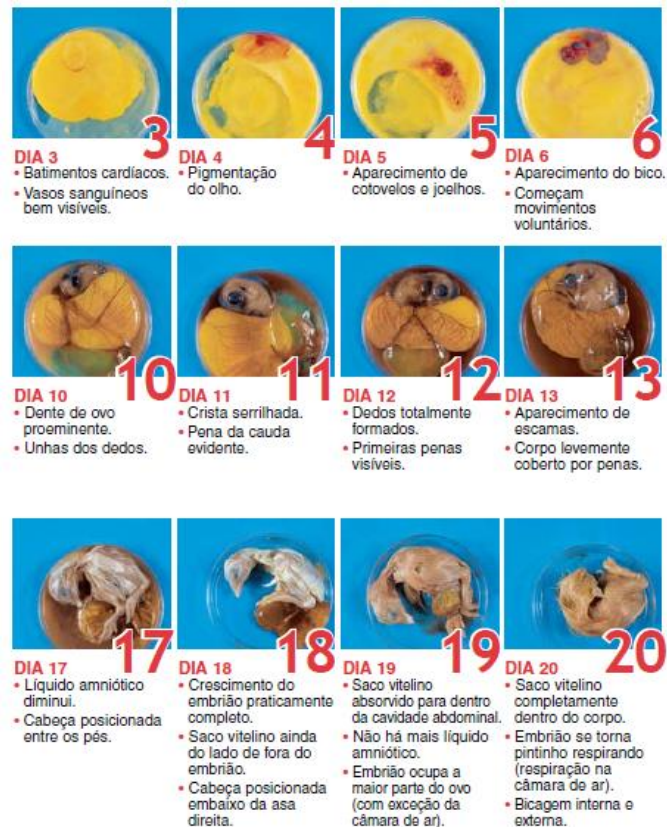 3
DIA 3
• Batimentos cardíacos.
• Vasos sanguíneos
bem visíveis.
4
DIA 4
• Pigmentação
do olho.
5
DIA 5
• Aparecimento de
cotovelos e joelhos.
6
DIA 6
• Aparecimento do bico.
• Começam
movimentos
voluntários.
10
DIA 10
• Dente de ovo
proeminente.
• Unhas dos dedos.
11
DIA 11
• Crista serrilhada.
• Pena da cauda
evidente.
12
DIA 12
• Dedos totalmente
formados.
• Primeiras penas
visíveis.
13
DIA 13
• Aparecimento de
escamas.
• Corpo levemente
coberto por penas.
17
DIA 17
• Líquido amniótico
diminui.
• Cabeça posicionada
entre os pés.
18
DIA 18
• Crescimento do
embrião praticamente
completo.
• Saco vitelino ainda
do lado de fora do
embrião.
• Cabeça posicionada
embaixo da asa
direita.
19
DIA 19
• Saco vitelino
absorvido para dentro
da cavidade abdominal.
• Não há mais líquido
amniótico.
• Embrião ocupa a
maior parte do ovo
(com exceção da
câmara de ar).
20
DIA 20
• Saco vitelino
completamente
dentro do corpo.
• Embrião se torna
pintinho respirando
(respiração na
câmara de ar).
• Bicagem interna e
externa.